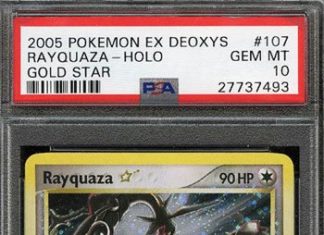 2005 POKEMON EX DEOXYS #107
RAYQUAZA - HOLO GEM MT
GOLD STAR 10
PSA 27737493
Rayquaza ☆ 90 HP